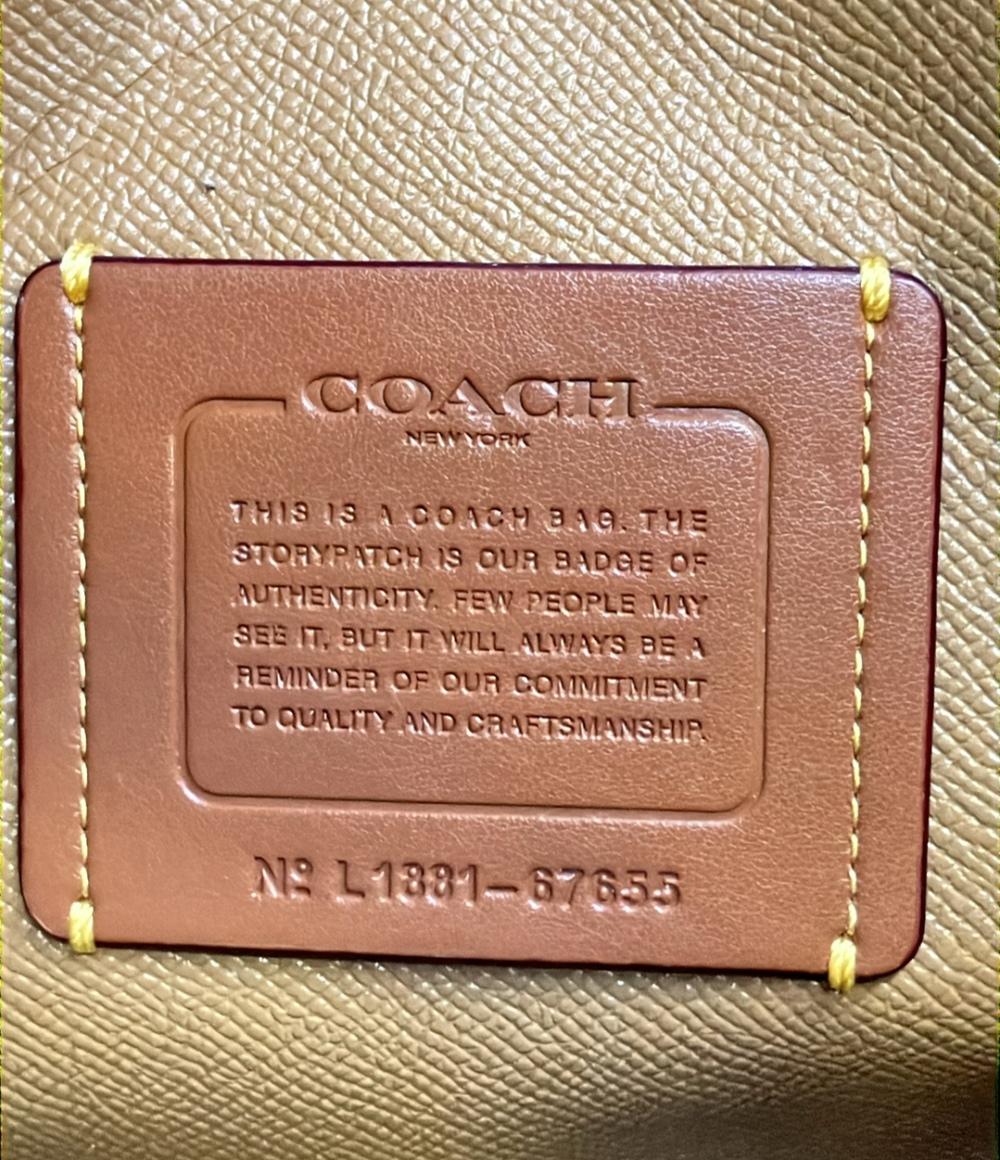 COACH
NEW YORK
THIS IS A COACH BAG. THE
STORYPATCH IS OUR BADGE OF
AUTHENTICITY. FEW PEOPLE MAY
SEE IT, BUT IT WILL ALWAYS BE A
REMINDER OF OUR COMMITMENT
TO QUALITY AND CRAFTSMANSHIP.
Nº L1881-67655